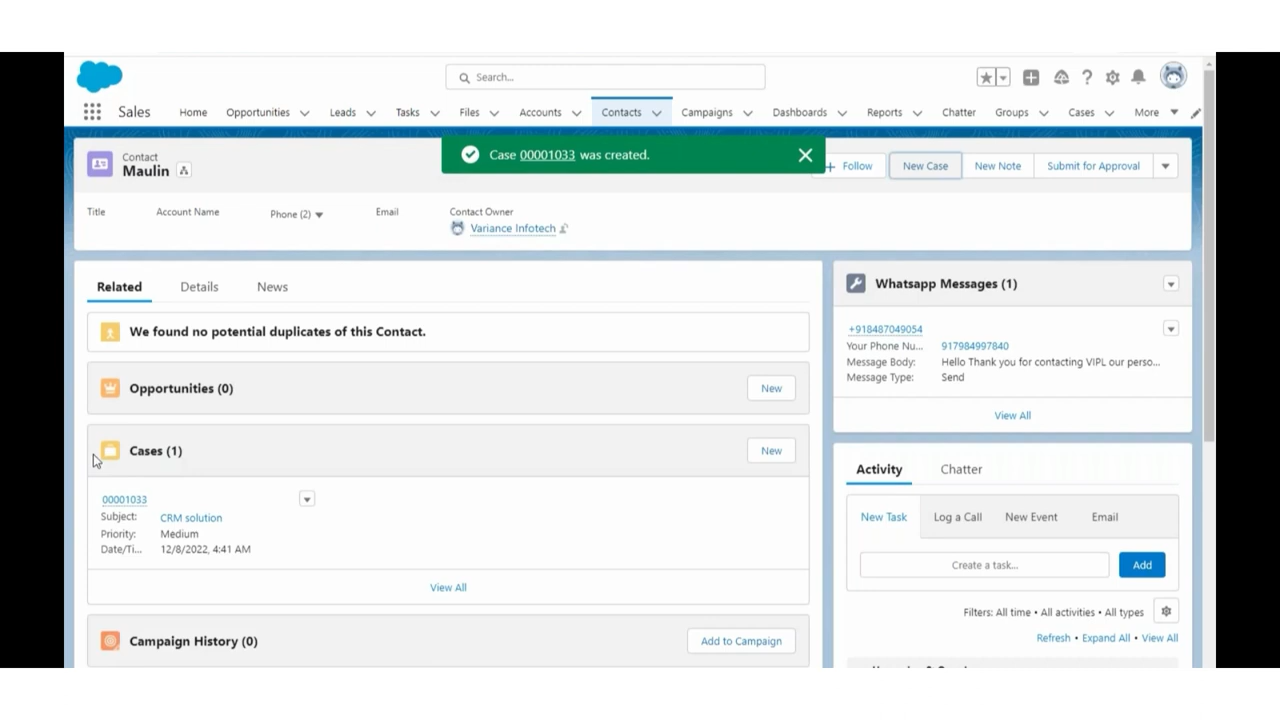 Search...
Sales Home Opportunities Leads Tasks Files Accounts Contacts Campaigns Dashboards Reports Chatter Groups Cases More
Contact
Maulin
Case 00001033 was created.
+ Follow New Case New Note Submit for Approval
Title Account Name Phone (2) Email Contact Owner
Variance Infotech
Related Details News
We found no potential duplicates of this Contact.
Opportunities (0) New
Cases (1) New
00001033
Subject: CRM solution
Priority: Medium
Date/Ti... 12/8/2022, 4:41 AM
View All
Campaign History (0) Add to Campaign
Whatsapp Messages (1)
+918487049054
Your Phone Nu... 917984997840
Message Body: Hello Thank you for contacting VIPL our perso...
Message Type: Send
View All
Activity Chatter
New Task Log a Call New Event Email
Create a task... Add
Filters: All time • All activities • All types
Refresh • Expand All • View All